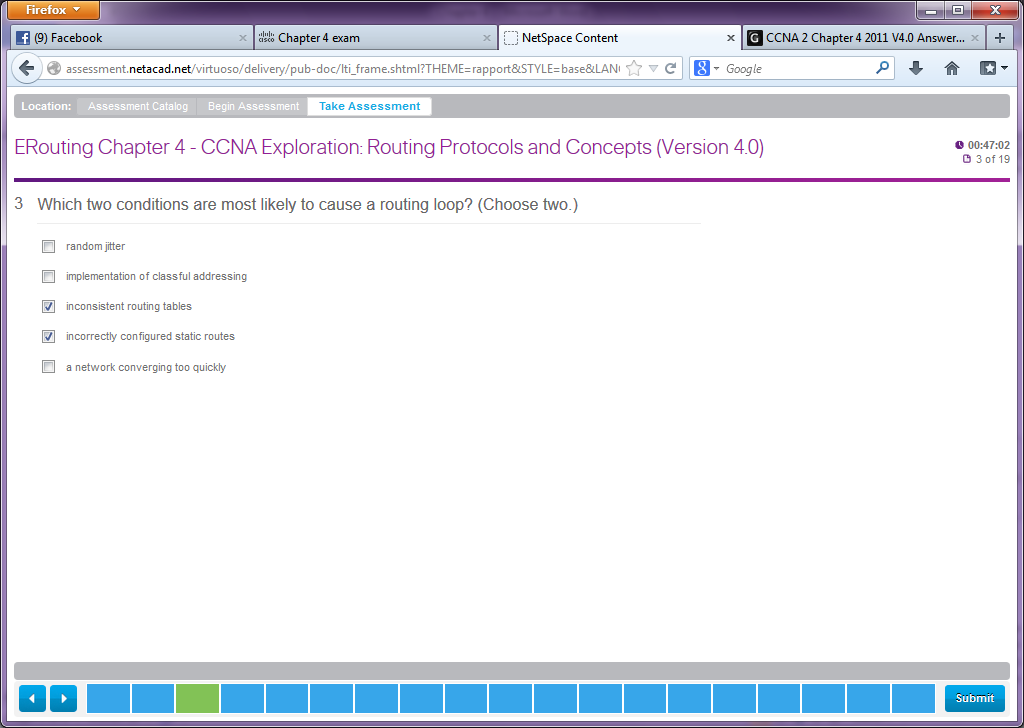 Firefox
(9) Facebook
Chapter 4 exam
NetSpace Content
CCNA 2 Chapter 4 2011 V4.0 Answer...
assessment.netacad.net/virtuoso/delivery/pub-doc/lti_frame.shtml?THEME=rapport&STYLE=base&LAN
Google
Location: Assessment Catalog Begin Assessment Take Assessment
ERouting Chapter 4 - CCNA Exploration: Routing Protocols and Concepts (Version 4.0)
00:47:02
3 of 19
3 Which two conditions are most likely to cause a routing loop? (Choose two.)
random jitter
implementation of classful addressing
inconsistent routing tables
incorrectly configured static routes
a network converging too quickly
Submit